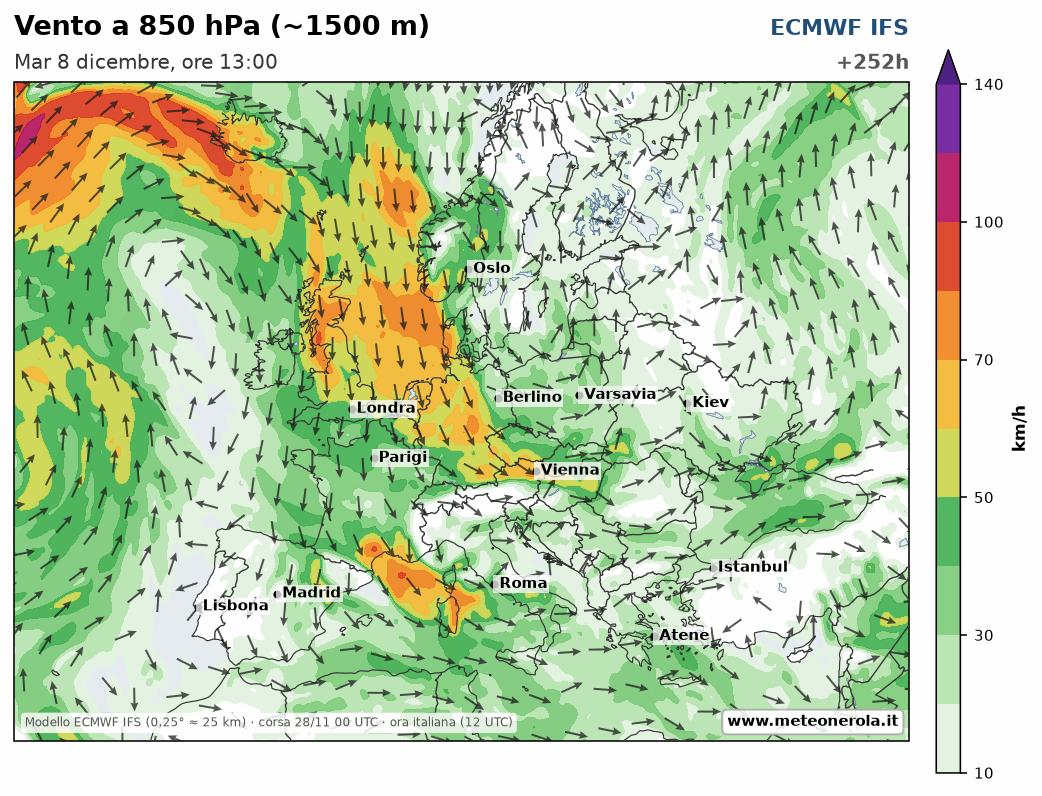 Vento a 850 hPa (~1500 m)
ECMWF IFS
Mar 8 dicembre, ore 13:00
+252h
140
100
70
50
30
10
km/h
Oslo
Londra
Berlino
Varsavia
Kiev
Parigi
Vienna
Istanbul
Roma
Madrid
Lisbona
Atene
Modello ECMWF IFS (0,25° ≈ 25 km) · corsa 28/11 00 UTC · ora italiana (12 UTC)
www.meteonerola.it